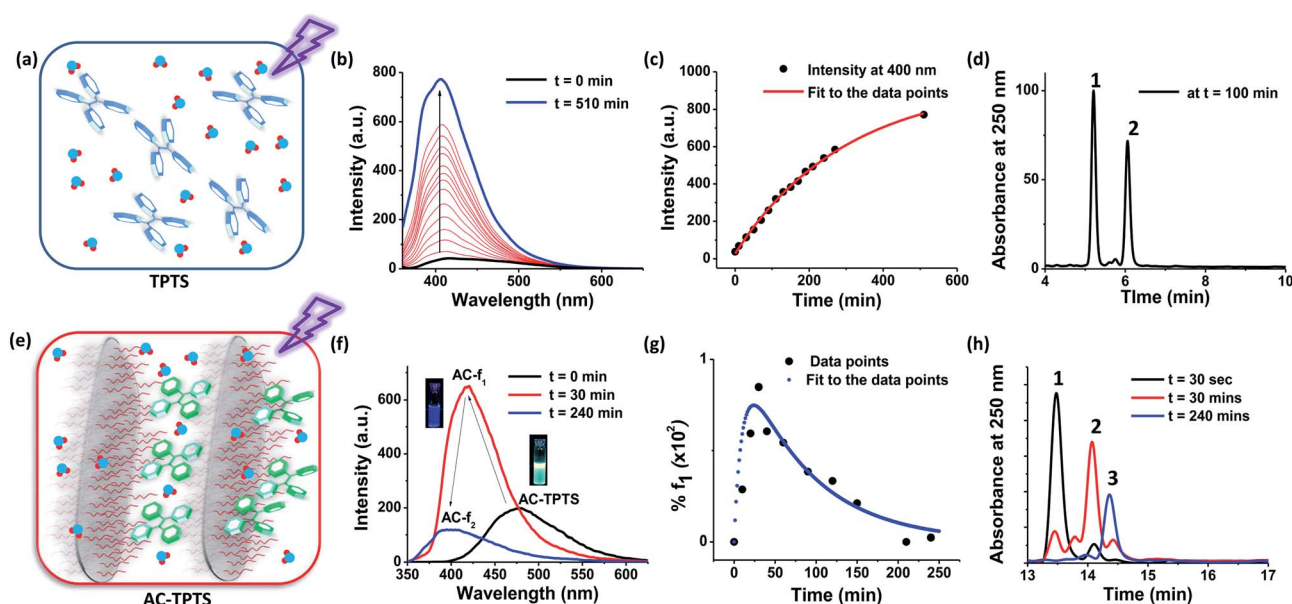 (a)
TPTS
(b)
Intensity (a.u.)
800
600
400
200
0
400
500
600
Wavelength (nm)
t = 0 min
t = 510 min
(c)
Intensity (a.u.)
1000
800
600
400
200
0
0
200
400
600
Time (min)
Intensity at 400 nm
Fit to the data points
(d)
Absorbance at 250 nm
100
50
0
4
6
8
10
TIme (min)
1
2
at t = 100 min
(e)
AC-TPTS
(f)
Intensity (a.u.)
600
400
200
0
350
400
450
500
550
600
Wavelength (nm)
AC-f₁
t = 0 min
t = 30 min
t = 240 min
AC-TPTS
AC-f₂
(g)
% f₁ (x10²)
1
0
0
50
100
150
200
250
Time (min)
Data points
Fit to the data points
(h)
Absorbance at 250 nm
13
14
15
16
17
Time (min)
1
2
3
t = 30 sec
t = 30 mins
t = 240 mins